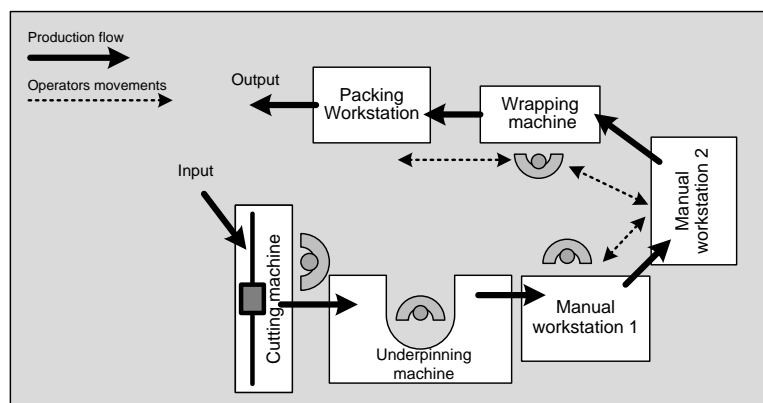 Production flow
Operators movements
Output
Packing
Workstation
Wrapping
machine
Manual
workstation 2
Input
Cutting machine
Underpinning
machine
Manual
workstation 1